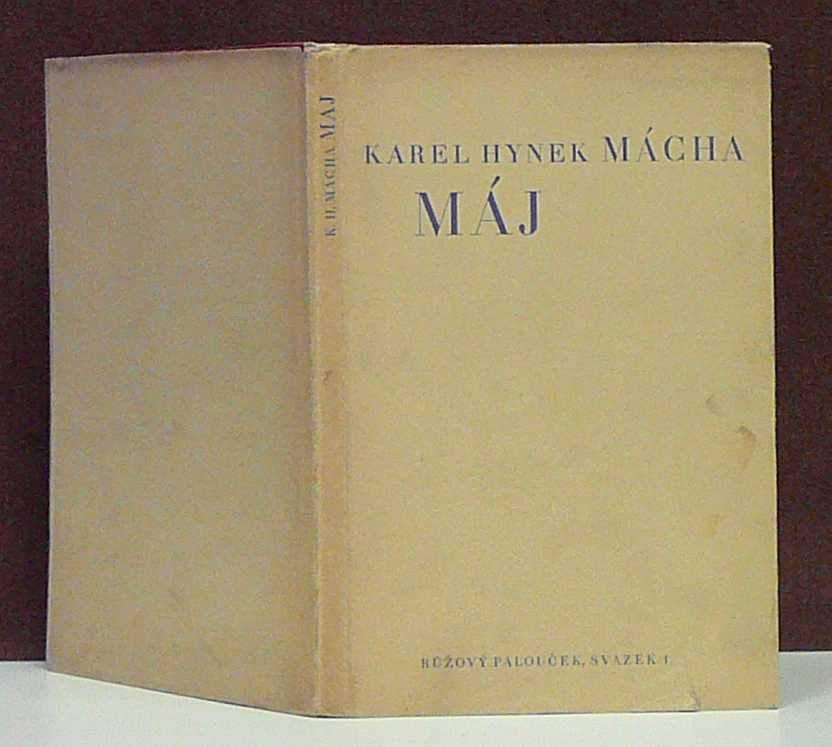 K. H. MÁCHA MÁJ
KAREL HYNEK MÁCHA
MÁJ
RŮŽOVÝ PALOUČEK, SVAZEK 1